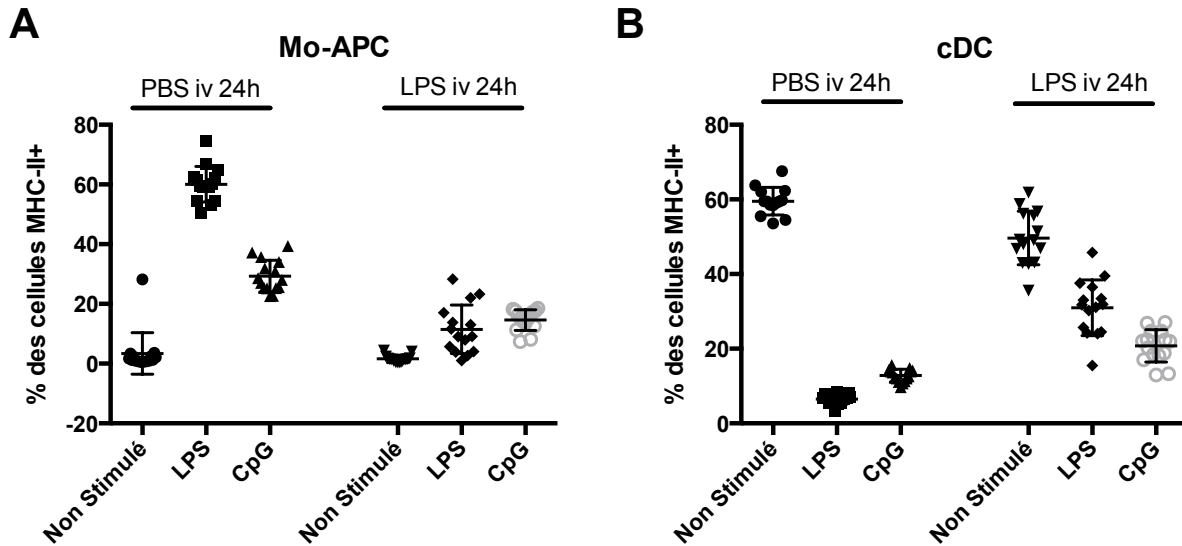 A
Mo-APC
PBS iv 24h
LPS iv 24h
% des cellules MHC-II+
80
60
40
20
0
-20
Non Stimulé
LPS
CpG
Non Stimulé
LPS
CpG
B
cDC
PBS iv 24h
LPS iv 24h
% des cellules MHC-II+
80
60
40
20
0
Non Stimulé
LPS
CpG
Non Stimulé
LPS
CpG